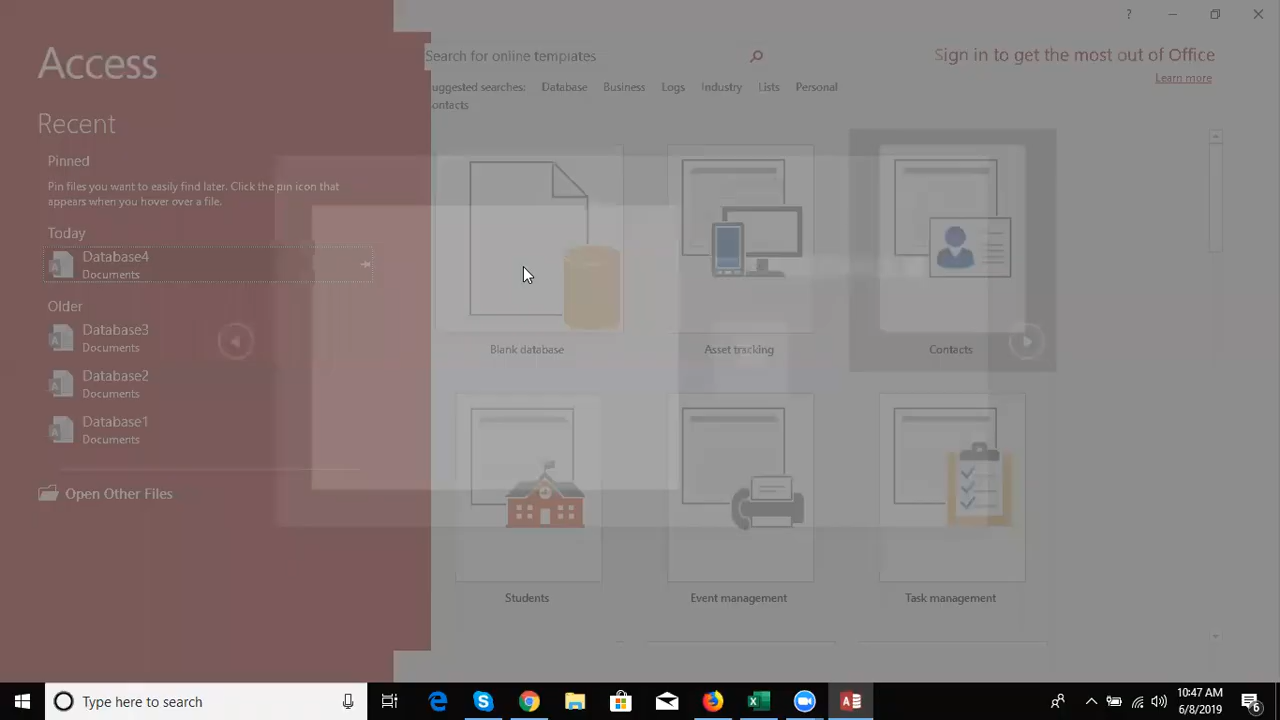 Access
Search for online templates
Sign in to get the most out of Office
Learn more
uggested searches: Database Business Logs Industry Lists Personal
ontacts
Recent
Pinned
Pin files you want to easily find later. Click the pin icon that
appears when you hover over a file.
Today
Database4
Documents
Older
Database3
Documents
Database2
Documents
Database1
Documents
Open Other Files
Blank database
Asset tracking
Contacts
Students
Event management
Task management
Type here to search
10:47 AM
6/8/2019
6